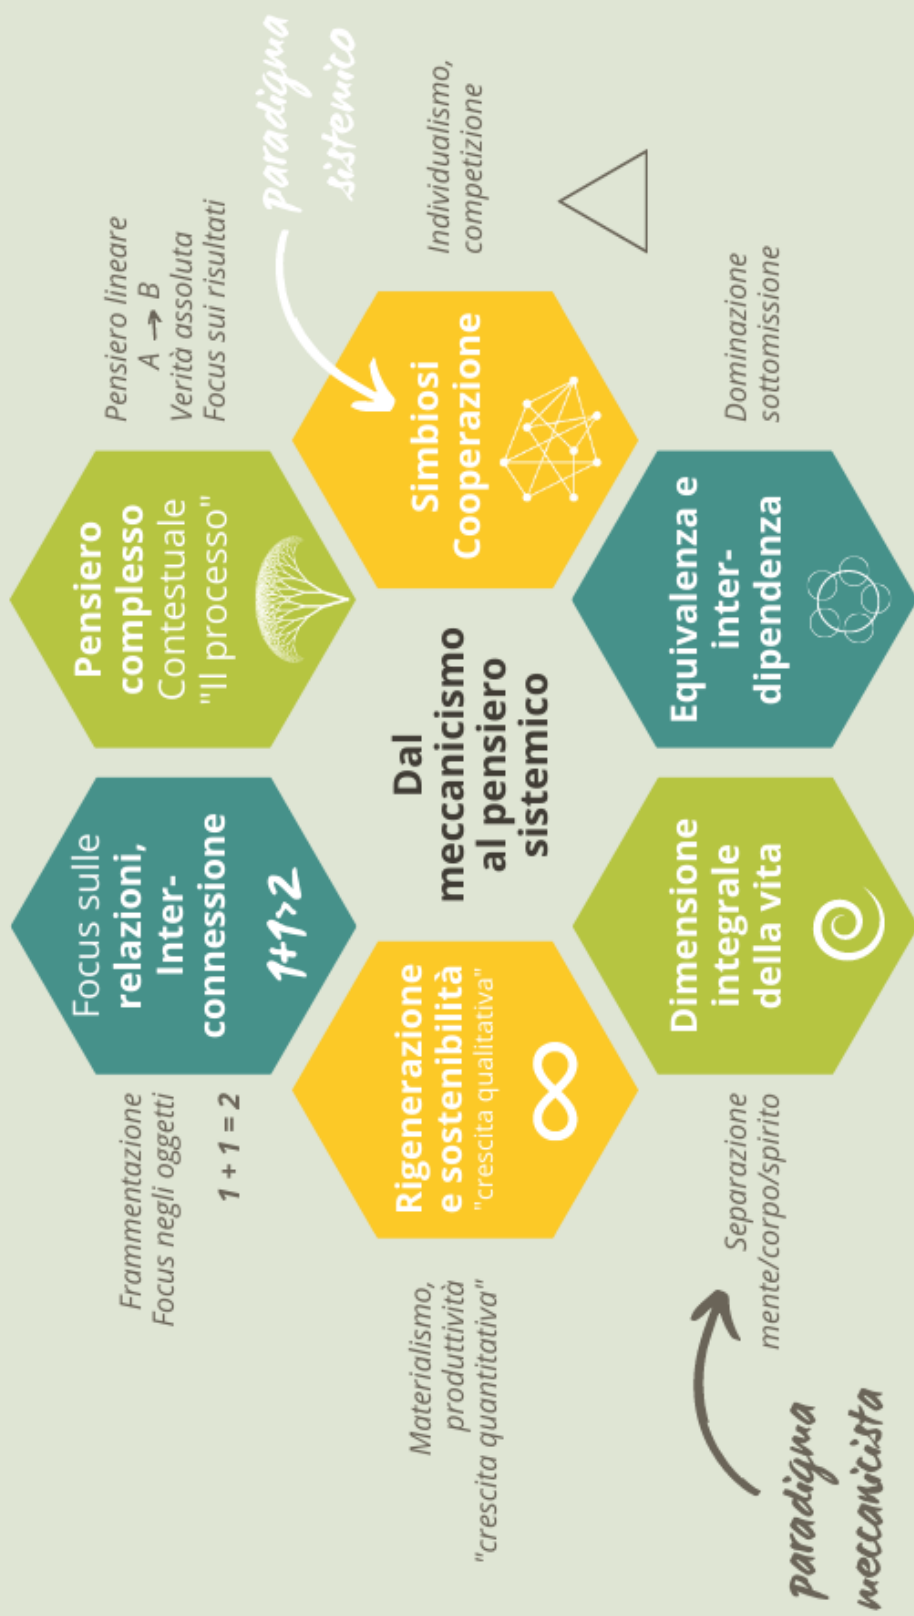 Frammentazione
Focus negli oggetti
1 + 1 = 2
Focus sulle
relazioni,
Inter-
connessione
1+1>2
Pensiero
complesso
Contestuale
"Il processo"
Pensiero lineare
A → B
Verità assoluta
Focus sui risultati
paradigma
sistemico
Materialismo,
produttività
"crescita quantitativa"
Rigenerazione
e sostenibilità
"crescita qualitativa"
Dal
meccanicismo
al pensiero
sistemico
Simbiosi
Cooperazione
Individualismo,
competizione
paradigma
meccanicista
Separazione
mente/corpo/spirito
Dimensione
integrale
della vita
Equivalenza e
inter-
dipendenza
Dominazione
sottomissione